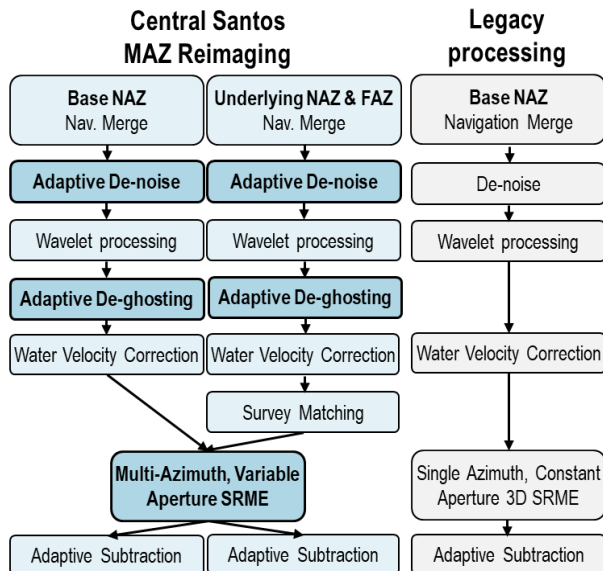 Central Santos
MAZ Reimaging
Legacy
processing
Base NAZ
Nav. Merge
Underlying NAZ & FAZ
Nav. Merge
Base NAZ
Navigation Merge
Adaptive De-noise
Adaptive De-noise
De-noise
Wavelet processing
Wavelet processing
Wavelet processing
Adaptive De-ghosting
Adaptive De-ghosting
Water Velocity Correction
Water Velocity Correction
Water Velocity Correction
Survey Matching
Multi-Azimuth, Variable
Aperture SRME
Single Azimuth, Constant
Aperture 3D SRME
Adaptive Subtraction
Adaptive Subtraction
Adaptive Subtraction